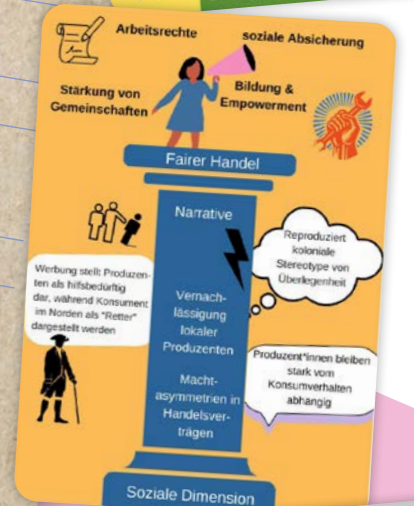 Arbeitsrechte
soziale Absicherung
Stärkung von
Gemeinschaften
Bildung &
Empowerment
Fairer Handel
Narrative
Reproduziert
koloniale
Stereotype von
Überlegenheit
Werbung stellt Produzen-
ten als hilfsbedürftig
dar, während Konsument
im Norden als "Retter"
dargestellt werden
Vernach-
lässigung
lokaler
Produzenten
Produzent*innen bleiben
stark vom
Konsumverhalten
abhängig
Macht-
asymmetrien in
Handelsver-
trägen
Soziale Dimension